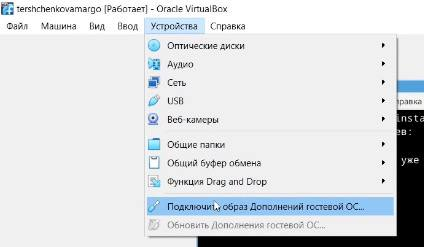 tershchenkovamargo [Работает] - Oracle VirtualBox
Файл Машина Вид Ввод Устройства Справка
Оптические диски
Аудио
Сеть
USB
Веб-камеры
Общие папки
Общий буфер обмена
Функция Drag and Drop
Подключить образ Дополнений гостевой ОС...
Обновить Дополнения гостевой ОС...
правка
insta
ев:
уже